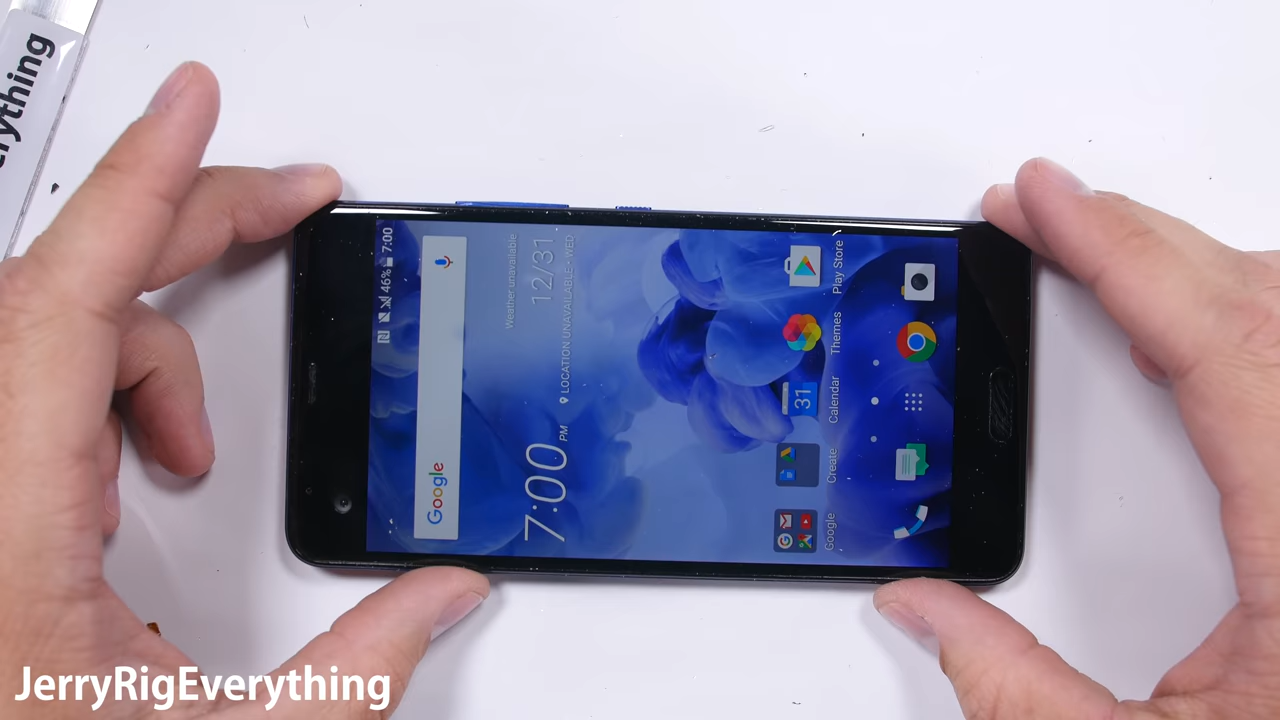 erything
7:00
46%
Google
Weather unavailable
12/31
LOCATION UNAVAILABLE - WED
7:00 PM
Play Store
Themes
31
Calendar
Create
Google
JerryRigEverything